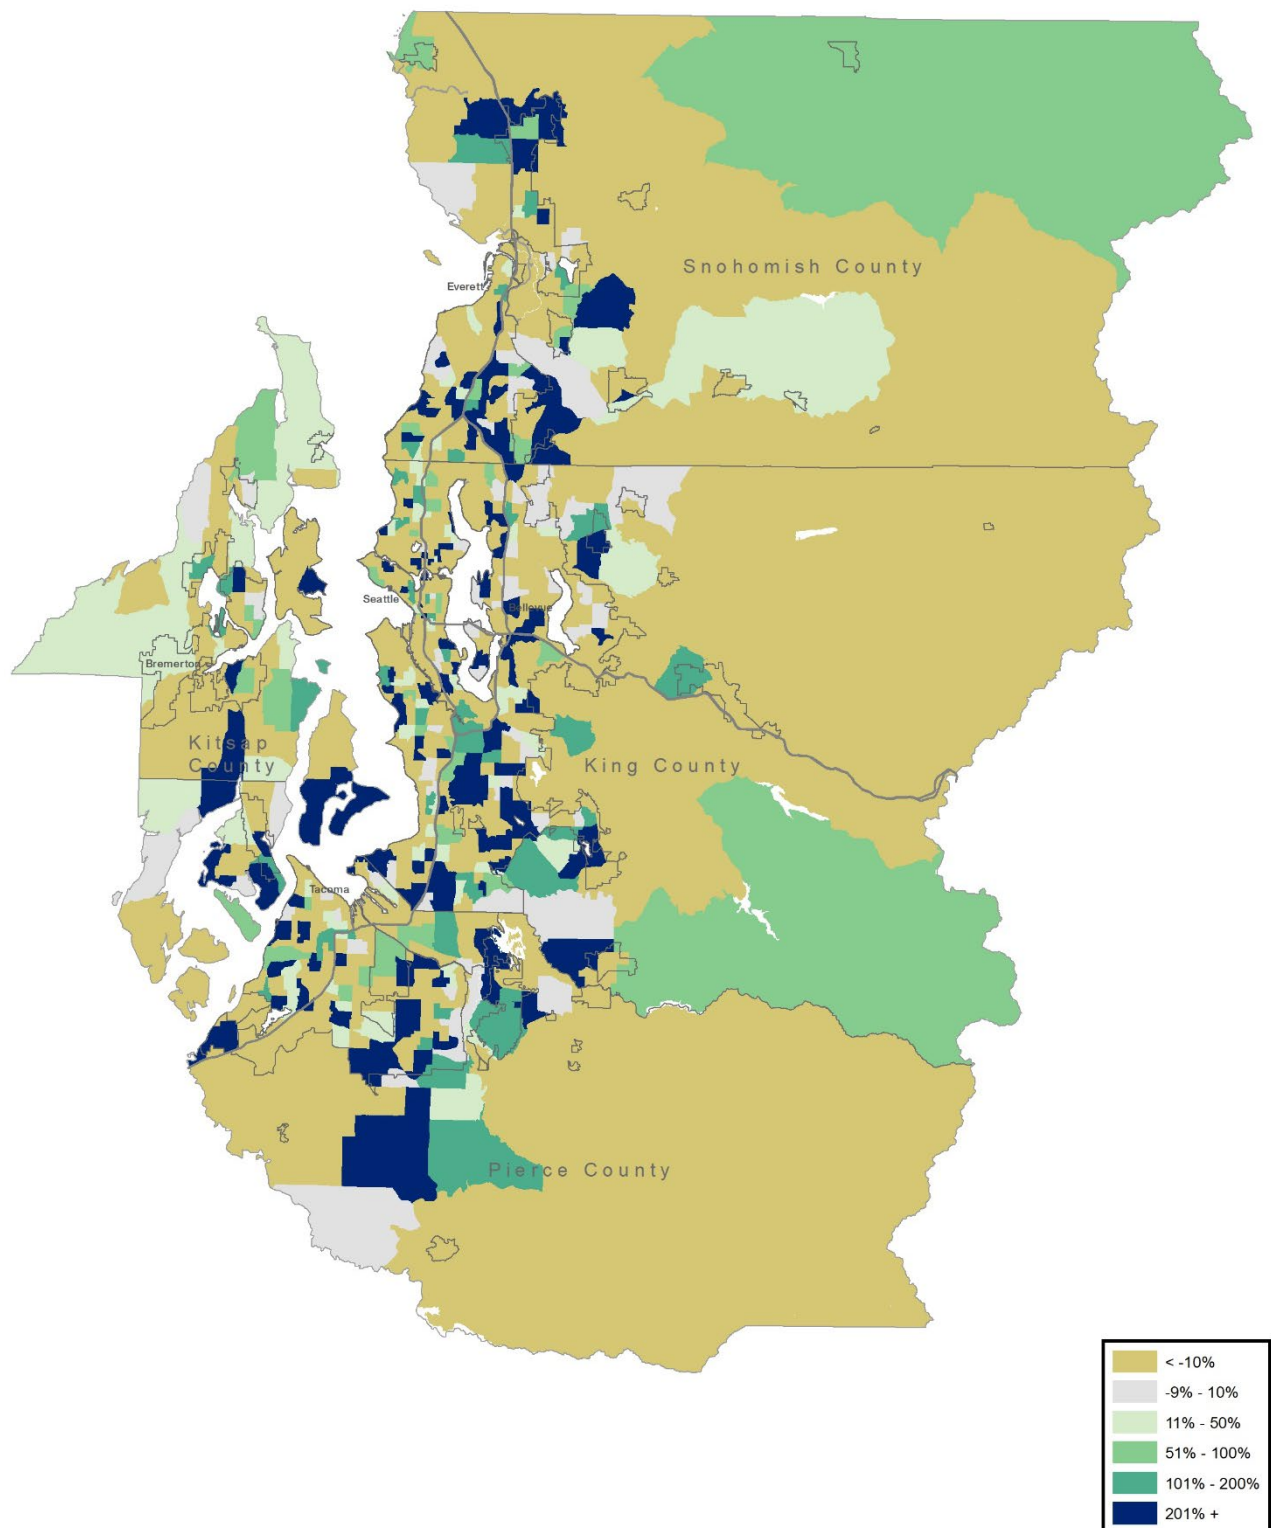 Snohomish County
Everett
Seattle
Bellevue
Bremerton
Kitsap
County
King County
Tacoma
Pierce County
< -10%
-9% - 10%
11% - 50%
51% - 100%
101% - 200%
201% +